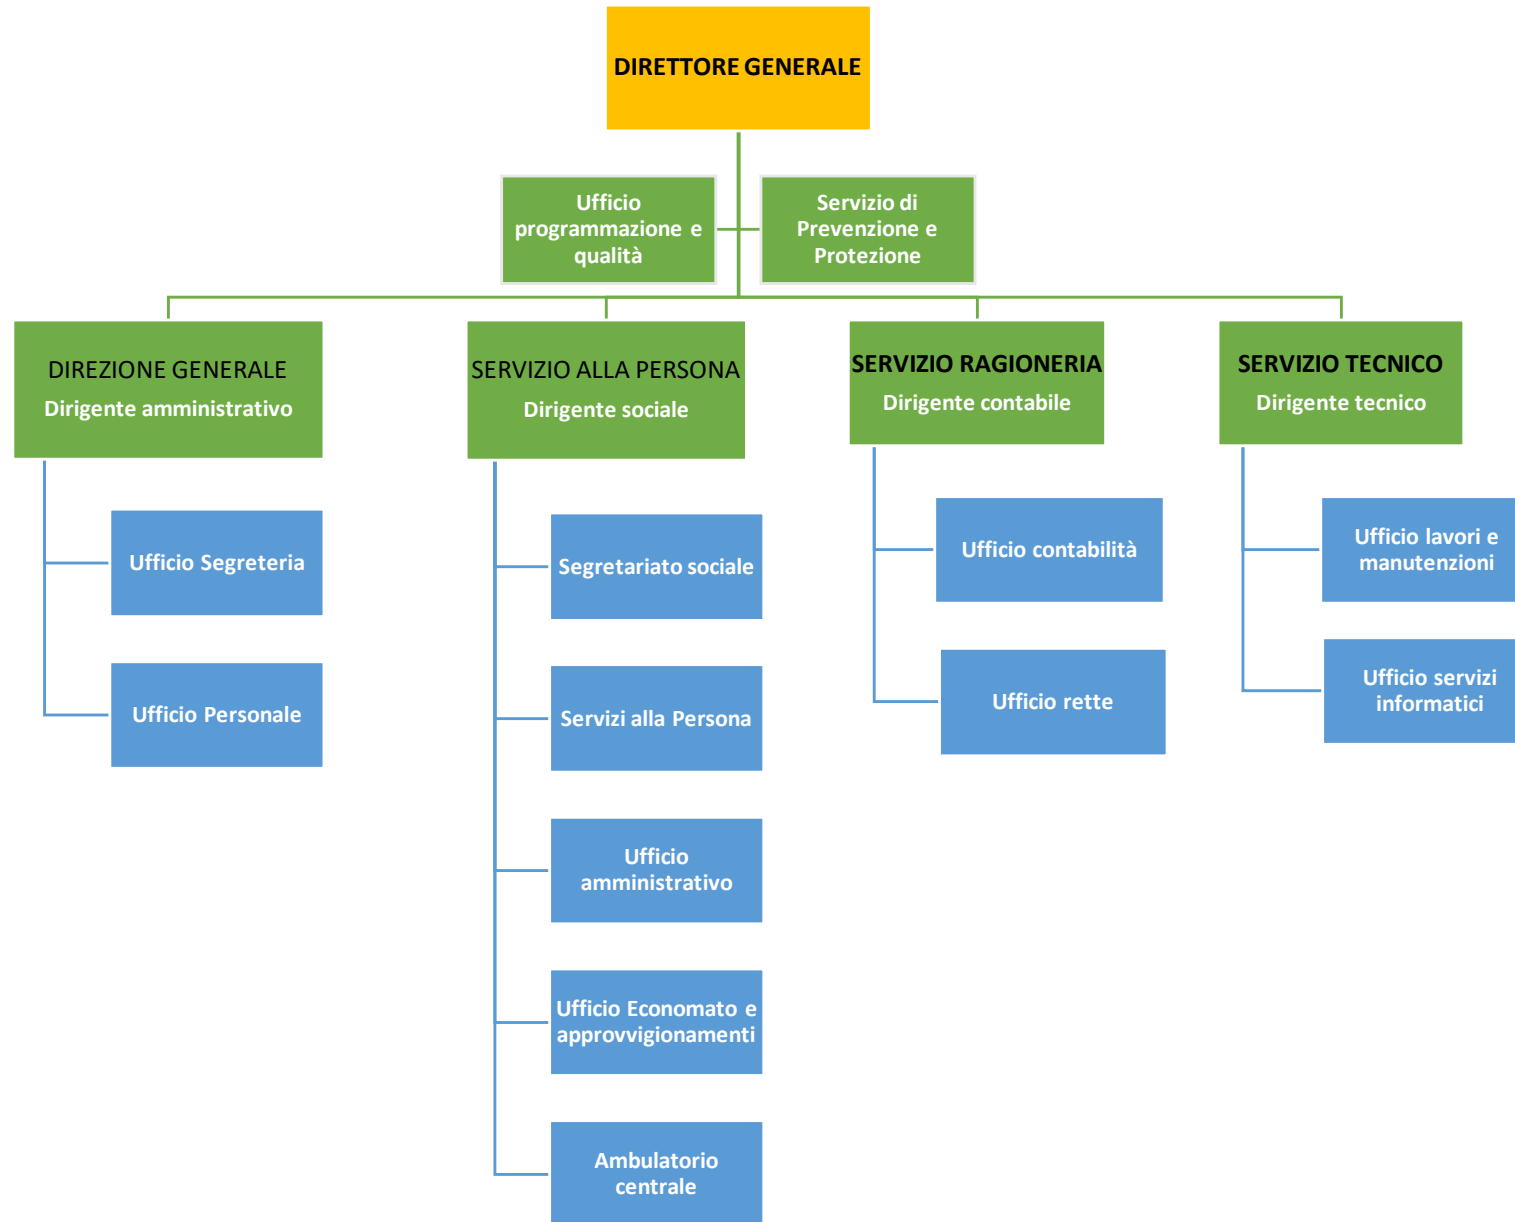 DIRETTORE GENERALE
Ufficio
programmazione e
qualità
Servizio di
Prevenzione e
Protezione
DIREZIONE GENERALE
Dirigente amministrativo
SERVIZIO ALLA PERSONA
Dirigente sociale
SERVIZIO RAGIONERIA
Dirigente contabile
SERVIZIO TECNICO
Dirigente tecnico
Ufficio Segreteria
Ufficio Personale
Segretariato sociale
Servizi alla Persona
Ufficio
amministrativo
Ufficio Economato e
approvvigionamenti
Ambulatorio
centrale
Ufficio contabilità
Ufficio rette
Ufficio lavori e
manutenzioni
Ufficio servizi
informatici